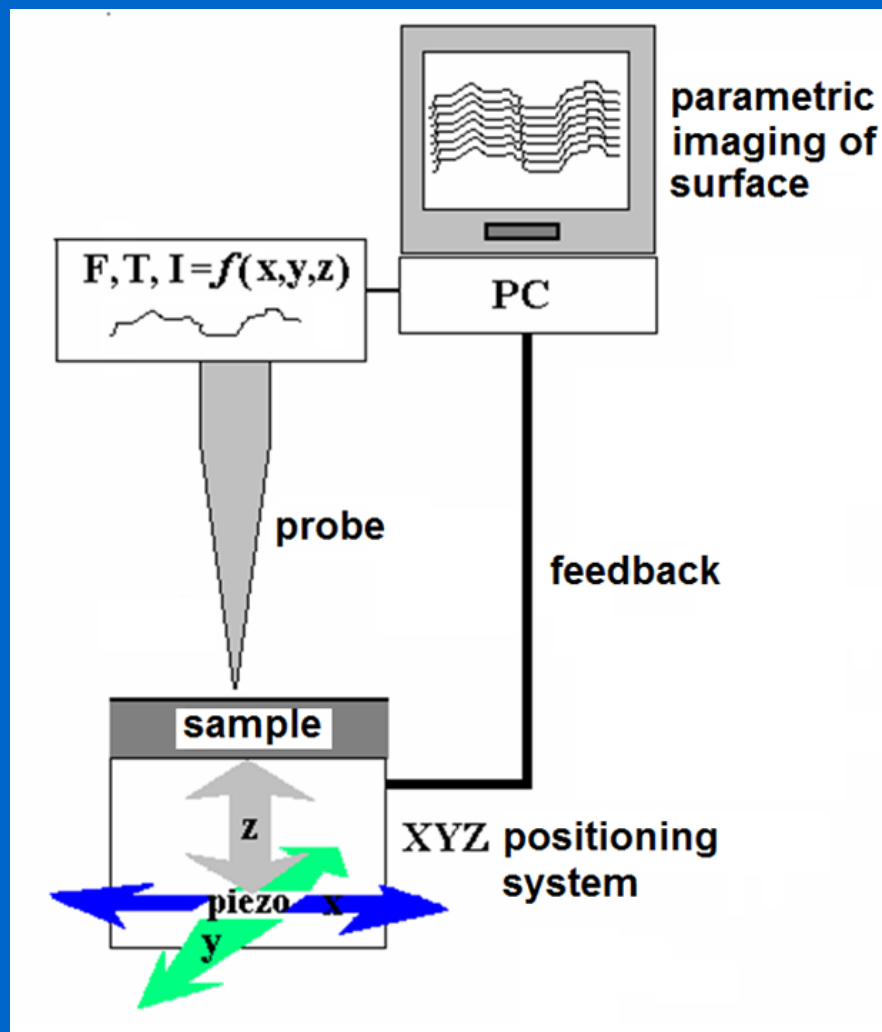 parametric
imaging of
surface
F, T, I=f(x,y,z)
PC
probe
feedback
sample
z
XYZ positioning
system
piezo
x
y